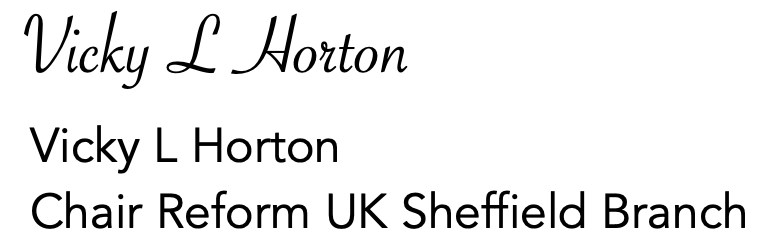 Vicky L Horton
Vicky L Horton
Chair Reform UK Sheffield Branch